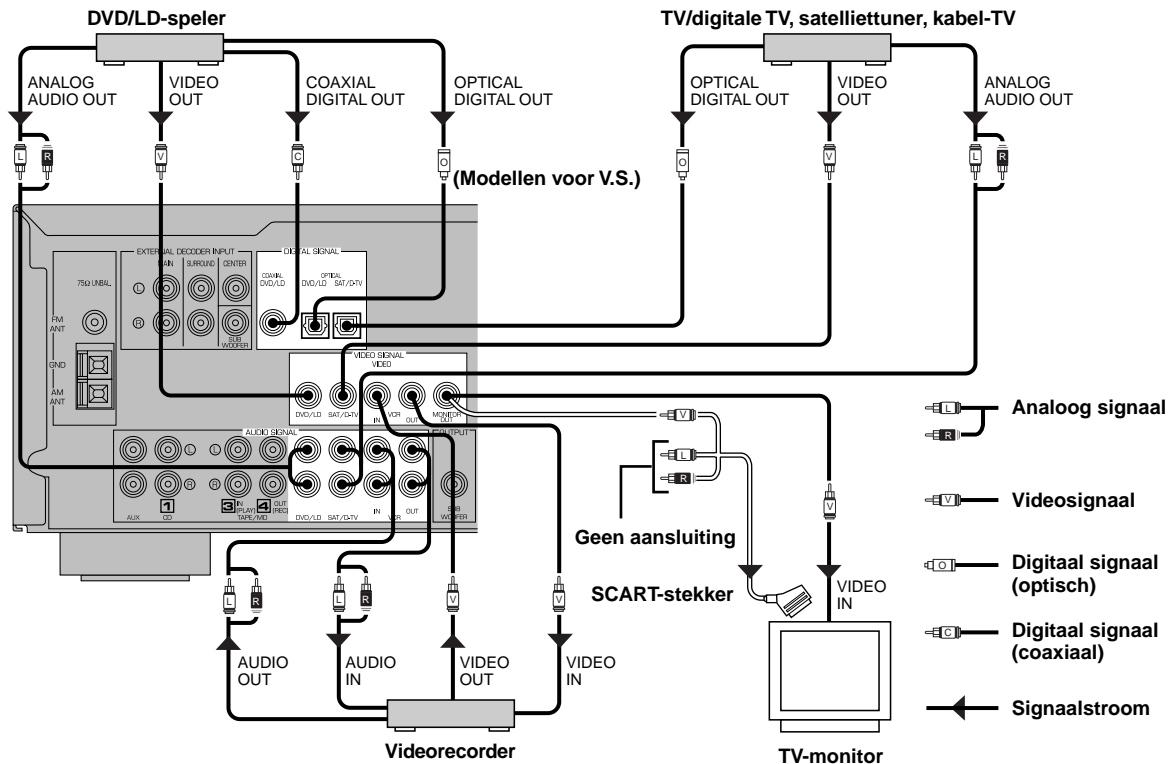 DVD/LD-speler
TV/digitale TV, satelliettuner, kabel-TV
ANALOG
AUDIO OUT
VIDEO
OUT
COAXIAL
DIGITAL OUT
OPTICAL
DIGITAL OUT
OPTICAL
DIGITAL OUT
VIDEO
OUT
ANALOG
AUDIO OUT
L
R
V
C
O
O
V
L
R
(Modellen voor V.S.)
EXTERNAL DECODER INPUT
MAIN
SURROUND
CENTER
DIGITAL SIGNAL
COAXIAL
DVD/LD
OPTICAL
DVD/LD
SAT/D-TV
75Ω UNBAL.
L
R
FM
ANT
SUB
WOOFER
GND
AM
ANT
VIDEO SIGNAL
VIDEO
DVD/LD
SAT/D-TV
IN
VCR
OUT
MONITOR
OUT
AUDIO SIGNAL
OUTPUT
L
L
R
R
AUX
1
CD
3
IN
(PLAY)
4
OUT
(REC)
TAPE/MD
DVD/LD
SAT/D-TV
IN
VCR
OUT
SUB
WOOFER
V
L
R
Geen aansluiting
SCART-stekker
V
VIDEO
IN
L
R
Analoog signaal
V
Videosignaal
O
Digitaal signaal
(optisch)
C
Digitaal signaal
(coaxiaal)
Signaalstroom
L
R
L
R
V
V
AUDIO
OUT
AUDIO
IN
VIDEO
OUT
VIDEO
IN
Videorecorder
TV-monitor